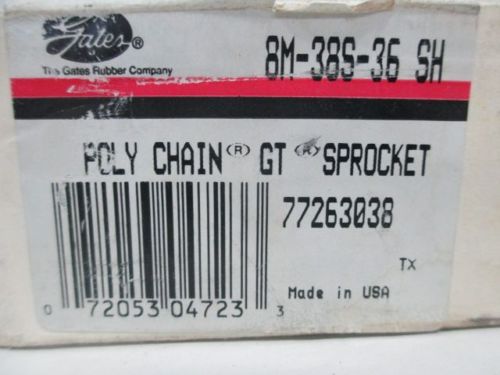 Gates®
The Gates Rubber Company
8M-38S-36 SH
POLY CHAIN® GT® SPROCKET
77263038
TX
Made in USA
0 72053 04723 3